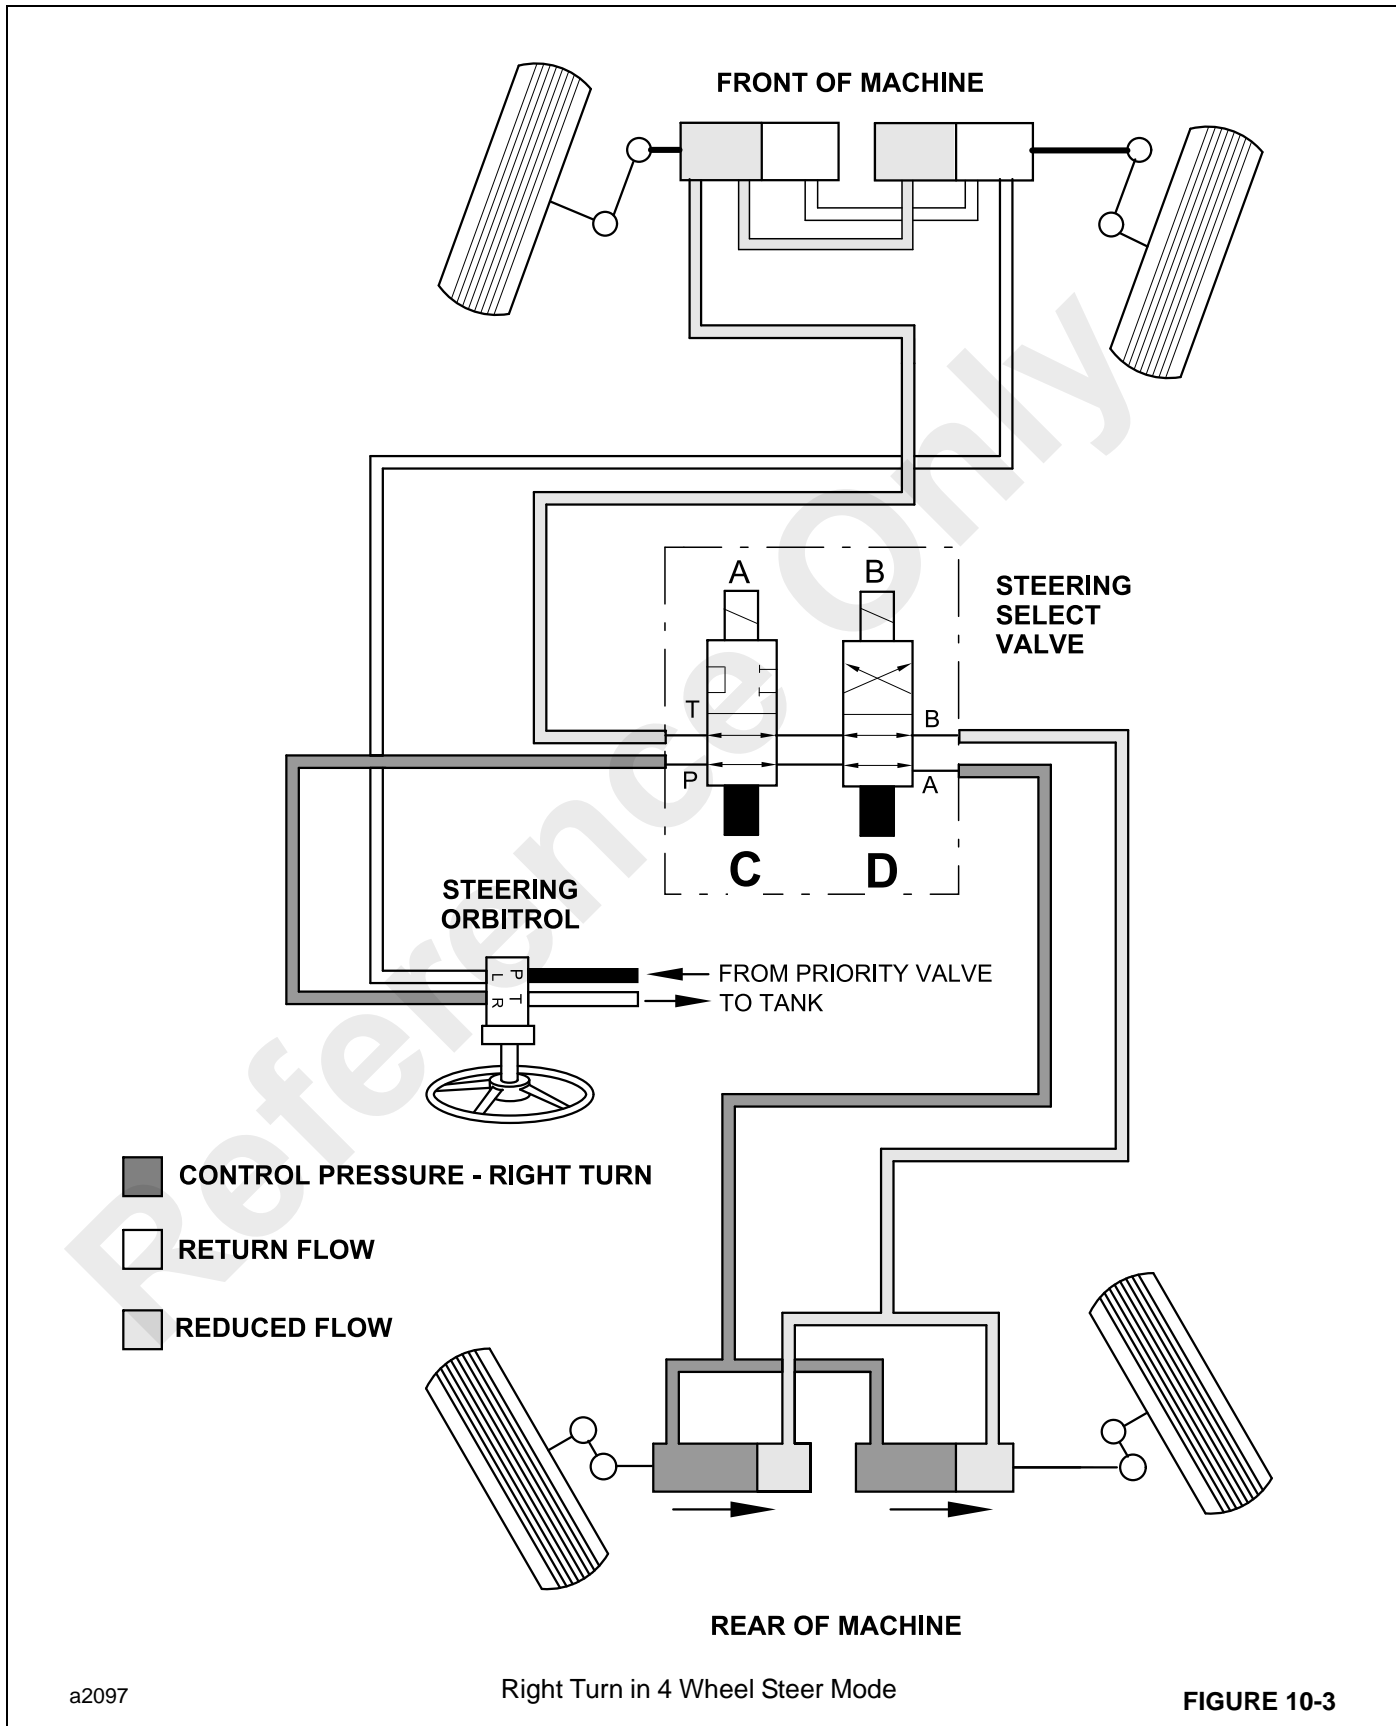 FRONT OF MACHINE
A
B
STEERING
SELECT
VALVE
T
B
P
A
C
D
STEERING
ORBITROL
P
L
T
R
FROM PRIORITY VALVE
TO TANK
CONTROL PRESSURE - RIGHT TURN
RETURN FLOW
REDUCED FLOW
REAR OF MACHINE
a2097
Right Turn in 4 Wheel Steer Mode
FIGURE 10-3
Reference Only